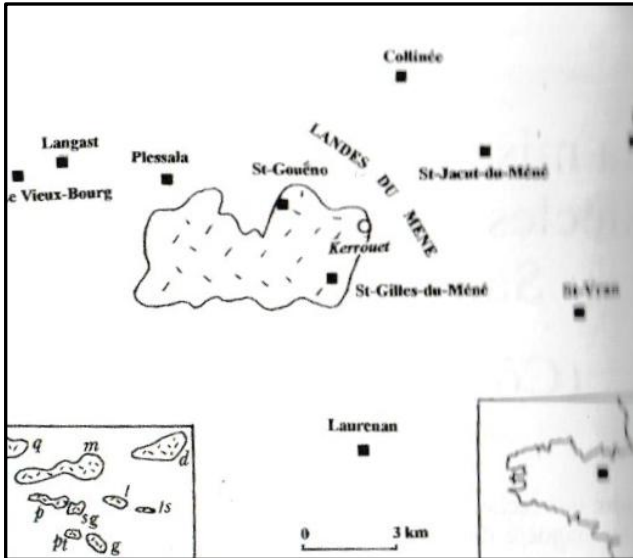 Collinée
LANDES DU MENE
Langast
Plessala
St-Gouéno
St-Jacut-du-Méné
e Vieux-Bourg
Kerrouet
St-Gilles-du-Méné
St-Vran
Laurenan
q
m
d
p
sg
l
ls
pl
g
0 3 km